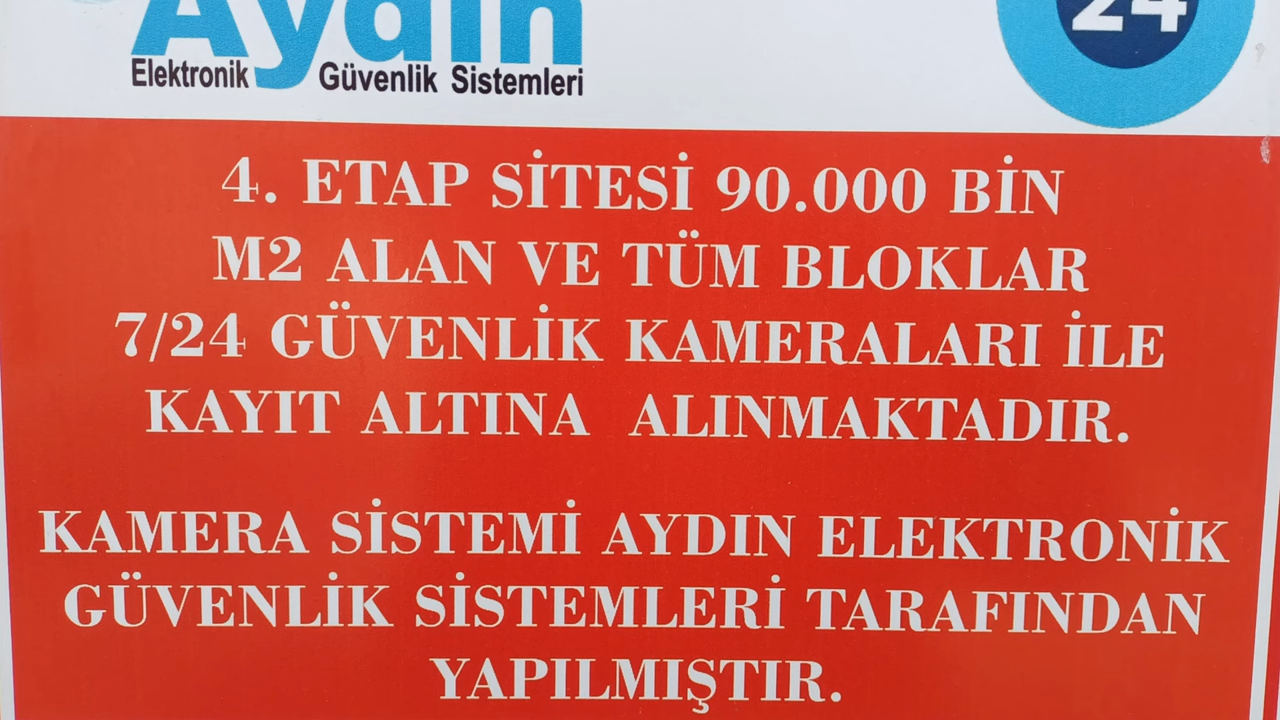 Aydın
24
Elektronik Güvenlik Sistemleri
4. ETAP SİTESİ 90.000 BİN
M2 ALAN VE TÜM BLOKLAR
7/24 GÜVENLİK KAMERALARI İLE
KAYIT ALTINA ALINMAKTADIR.
KAMERA SİSTEMİ AYDIN ELEKTRONİK
GÜVENLİK SİSTEMLERİ TARAFINDAN
YAPILMIŞTIR.